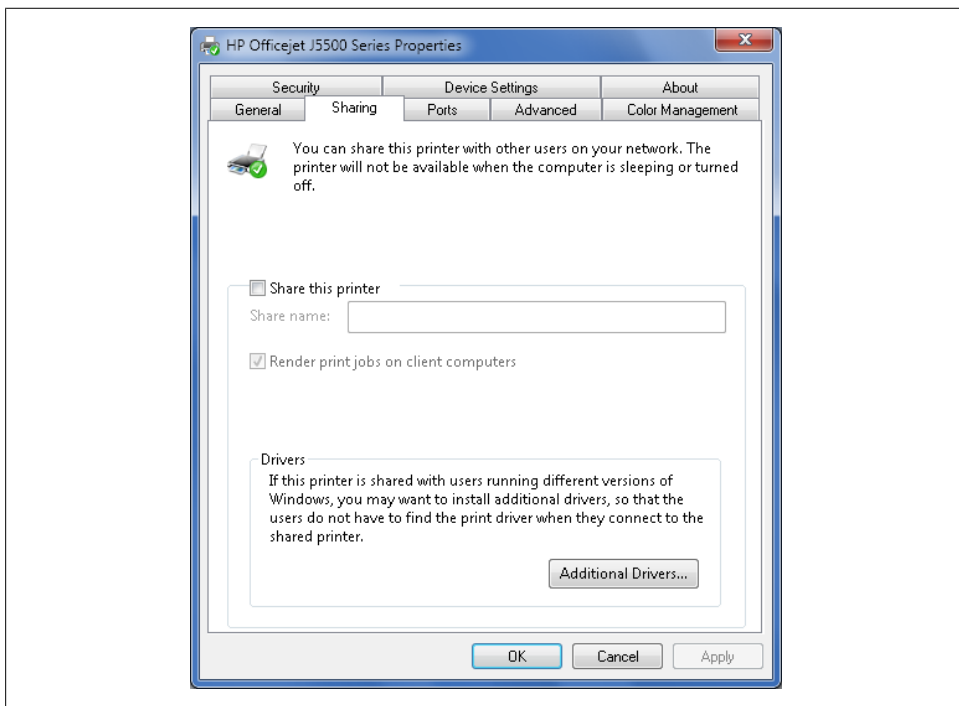 HP Officejet J5500 Series Properties
Security
Device Settings
About
General
Sharing
Ports
Advanced
Color Management
You can share this printer with other users on your network. The
printer will not be available when the computer is sleeping or turned
off.
Share this printer
Share name:
Render print jobs on client computers
Drivers
If this printer is shared with users running different versions of
Windows, you may want to install additional drivers, so that the
users do not have to find the print driver when they connect to the
shared printer.
Additional Drivers...
OK
Cancel
Apply